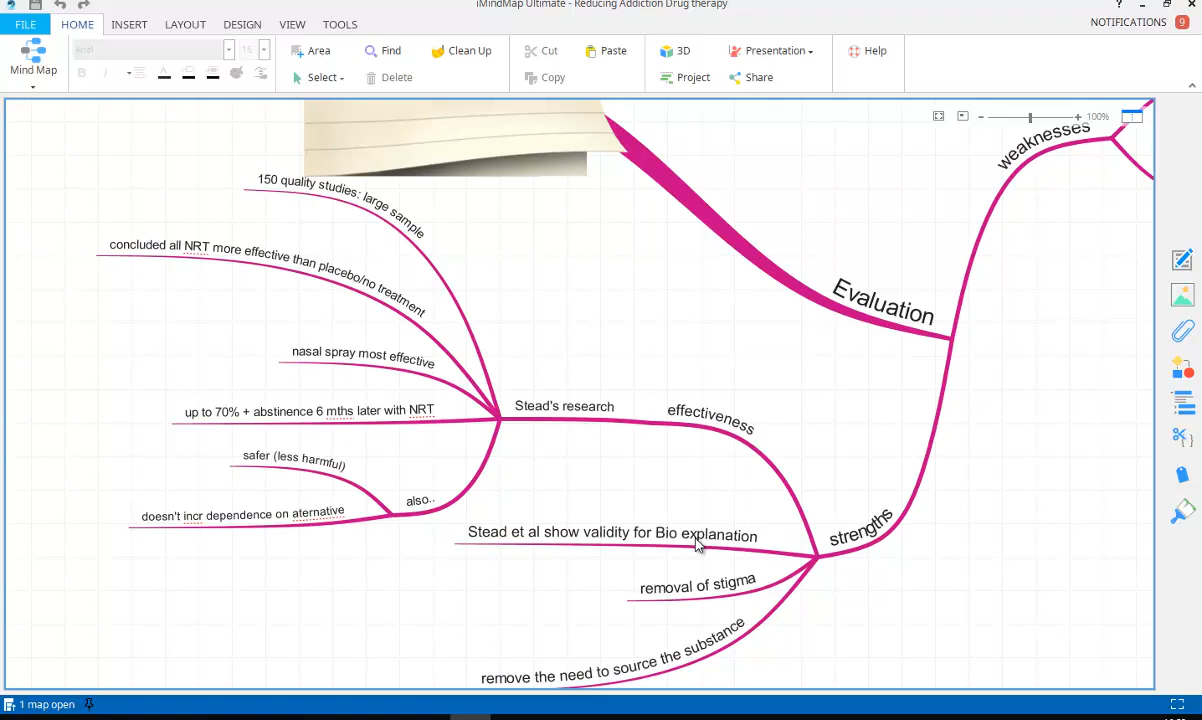 iMindMap Ultimate - Reducing Addiction Drug therapy
FILE HOME INSERT LAYOUT DESIGN VIEW TOOLS NOTIFICATIONS 9
Mind Map
Arial 15
B i
Area Find Clean Up
Select Delete
Cut Paste
Copy
3D Presentation Help
Project Share
100%
weaknesses
150 quality studies: large sample
concluded all NRT more effective than placebo/no treatment
Evaluation
nasal spray most effective
up to 70% + abstinence 6 mths later with NRT
Stead's research
effectiveness
safer (less harmful)
also..
doesn't incr dependence on aternative
strengths
Stead et al show validity for Bio explanation
removal of stigma
remove the need to source the substance
1 map open